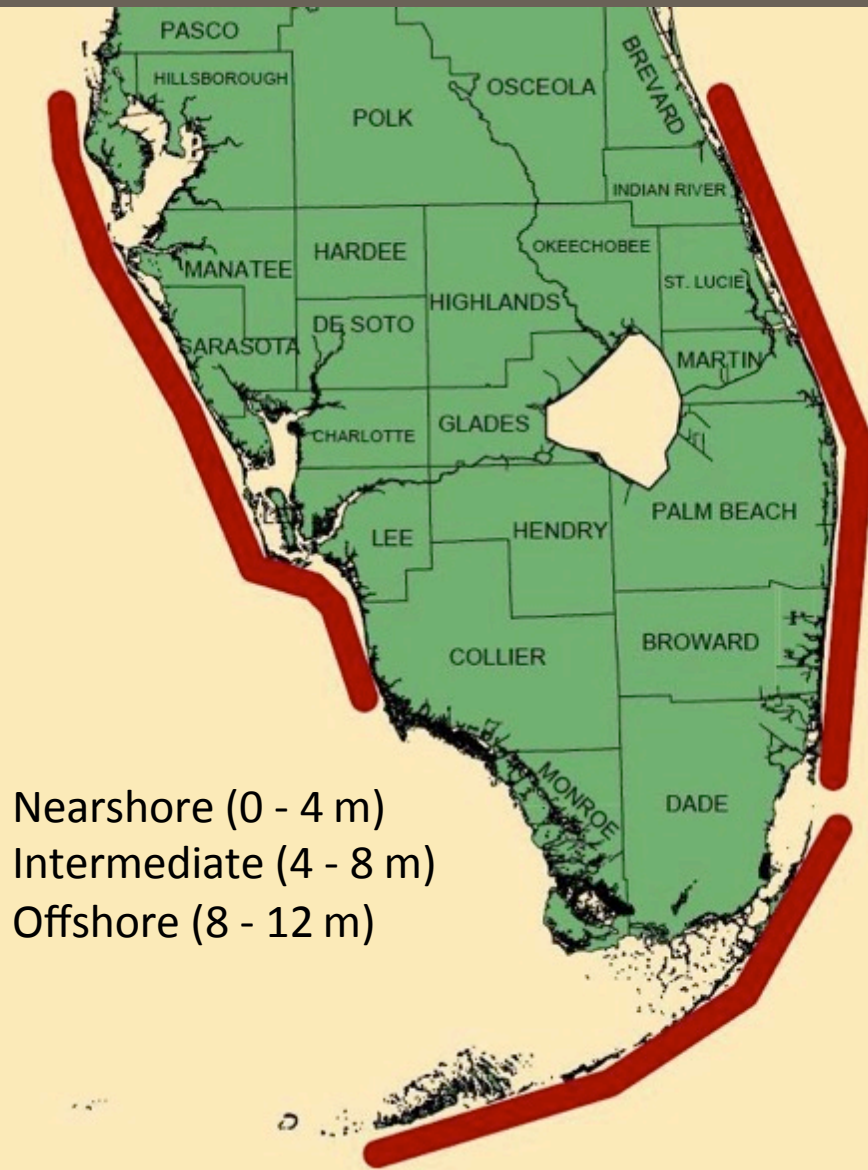 PASCO
HILLSBOROUGH
POLK
OSCEOLA
BREVARD
INDIAN RIVER
MANATEE
HARDEE
OKEECHOBEE
HIGHLANDS
ST. LUCIE
SARASOTA
DE SOTO
MARTIN
CHARLOTTE
GLADES
LEE
HENDRY
PALM BEACH
COLLIER
BROWARD
MONROE
DADE
Nearshore (0 - 4 m)
Intermediate (4 - 8 m)
Offshore (8 - 12 m)